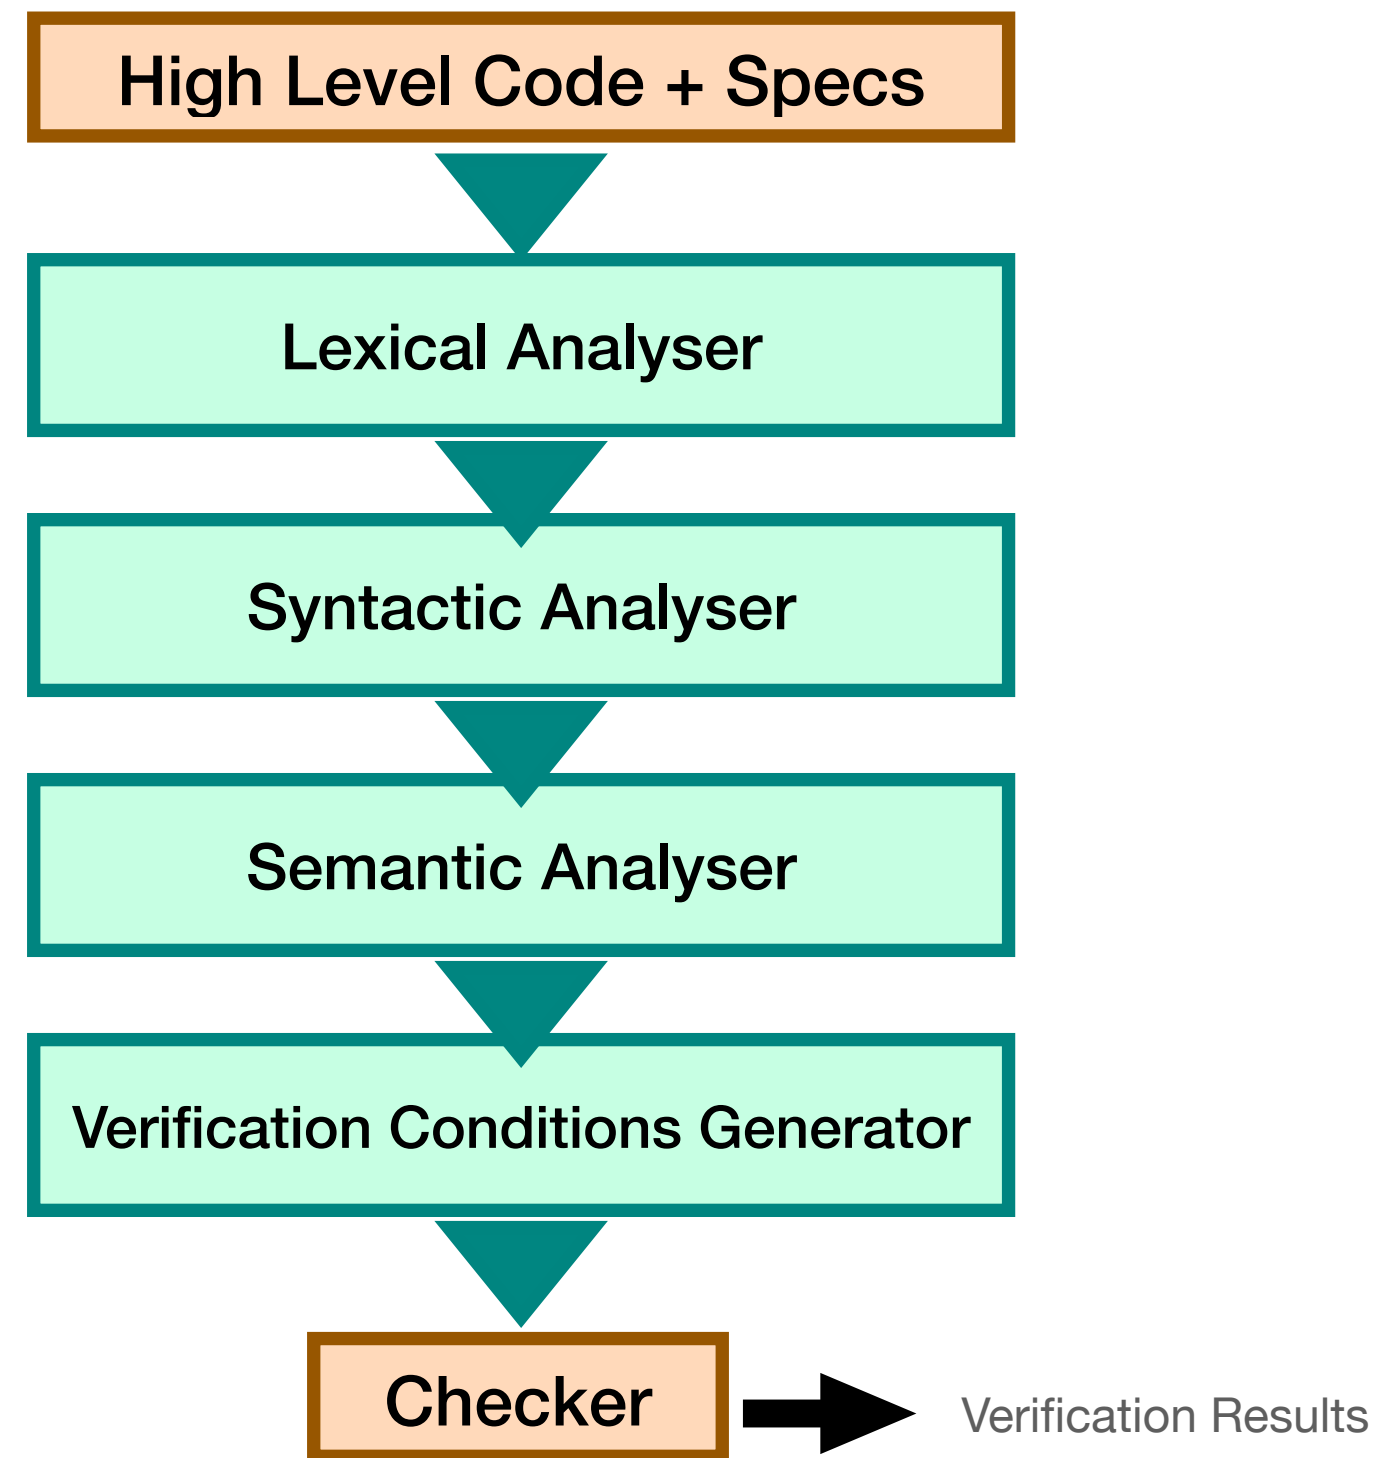 High Level Code + Specs
Lexical Analyser
Syntactic Analyser
Semantic Analyser
Verification Conditions Generator
Checker
Verification Results